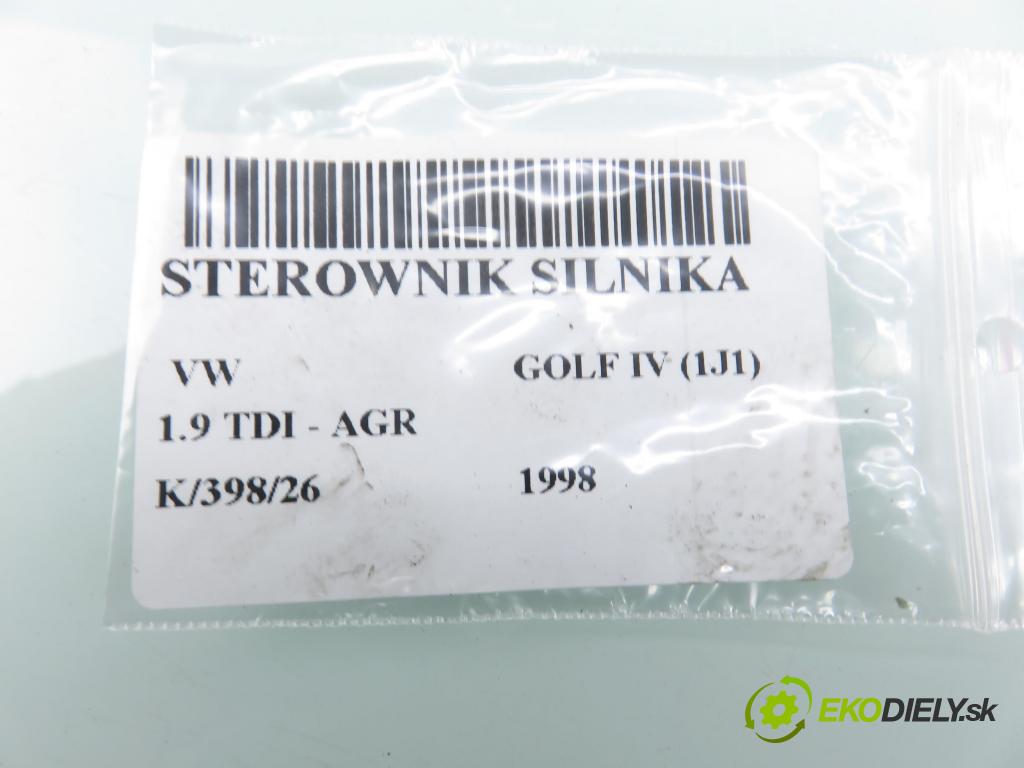 STEROWNIK SILNIKA
VW GOLF IV (1J1)
1.9 TDI - AGR
K/398/26 1998
EKODIELY.sk